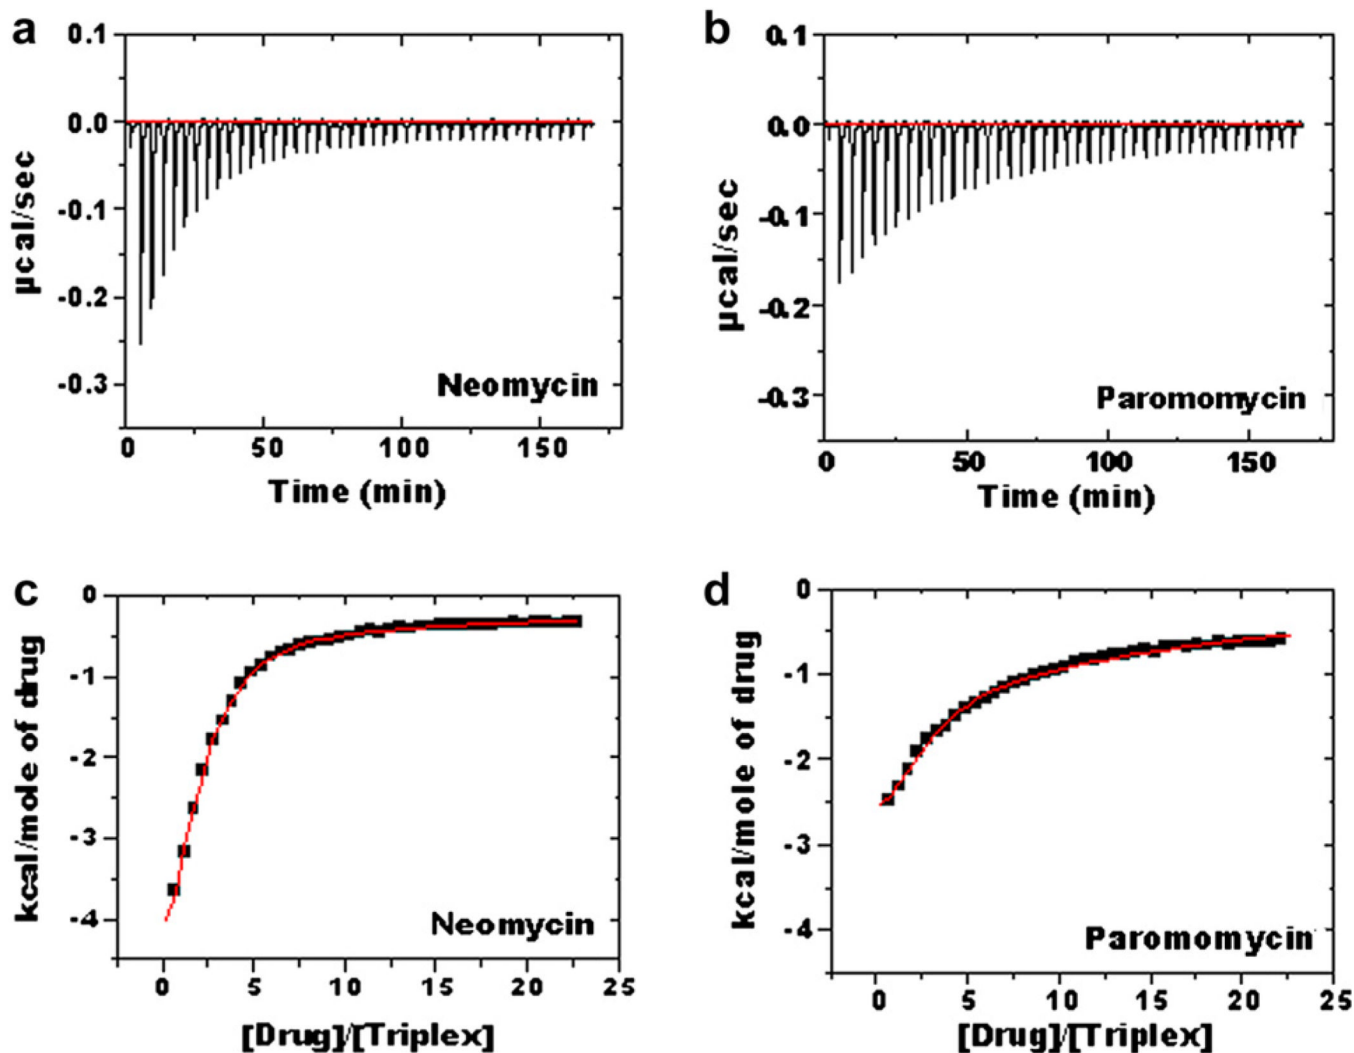 a
0.1
0.0
-0.1
-0.2
-0.3
µcal/sec
Neomycin
0 50 100 150
Time (min)
b
0.1
0.0
-0.1
-0.2
-0.3
µcal/sec
Paromomycin
0 50 100 150
Time (min)
c
0
-1
-2
-3
-4
kcal/mole of drug
Neomycin
0 5 10 15 20 25
[Drug]/[Triplex]
d
0
-1
-2
-3
-4
kcal/mole of drug
Paromomycin
0 5 10 15 20 25
[Drug]/[Triplex]